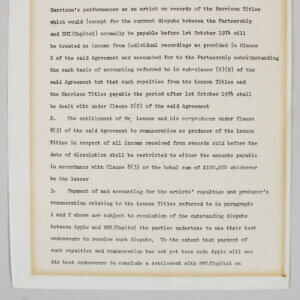 Harrison's performances as an artist on records of the Harrison Titles
which would (except for the current dispute between the Partnership
and EMI/Capitol) normally be payable before 1st October 1974 will
be treated as income from individual recordings as provided in Clause
2 of the said Agreement and accounted for to the Partnership notwithstanding
the cash basis of accounting referred to in sub-clause (2)(B) of the
said Agreement but that such royalties from the Lennon Titles and
the Harrison Titles payable after 1st October 1974 shall
be dealt with under Clause 2(C) of the said Agreement
2. The entitlement of Mr. Lennon and his co-producer under Clause
8(3) of the said Agreement to remuneration as producer of the Lennon
Titles in respect of all income received from records sold before the
date of dissolution shall be restricted to either the amounts payable
in accordance with Clause 8(3) or the total sum of £100,000 whichever
be the lesser
3. Payment of and accounting for the artists' royalties and producer's
remuneration relating to the Lennon Titles referred to in paragraphs
1 and 2 above are subject to resolution of the outstanding dispute
between Apple and EMI/Capitol the parties undertake to use their best
endeavours to resolve such dispute. To the extent that payment of
such royalties and remuneration has not yet been made Apple will use
its best endeavours to conclude a settlement with EMI/Capitol on